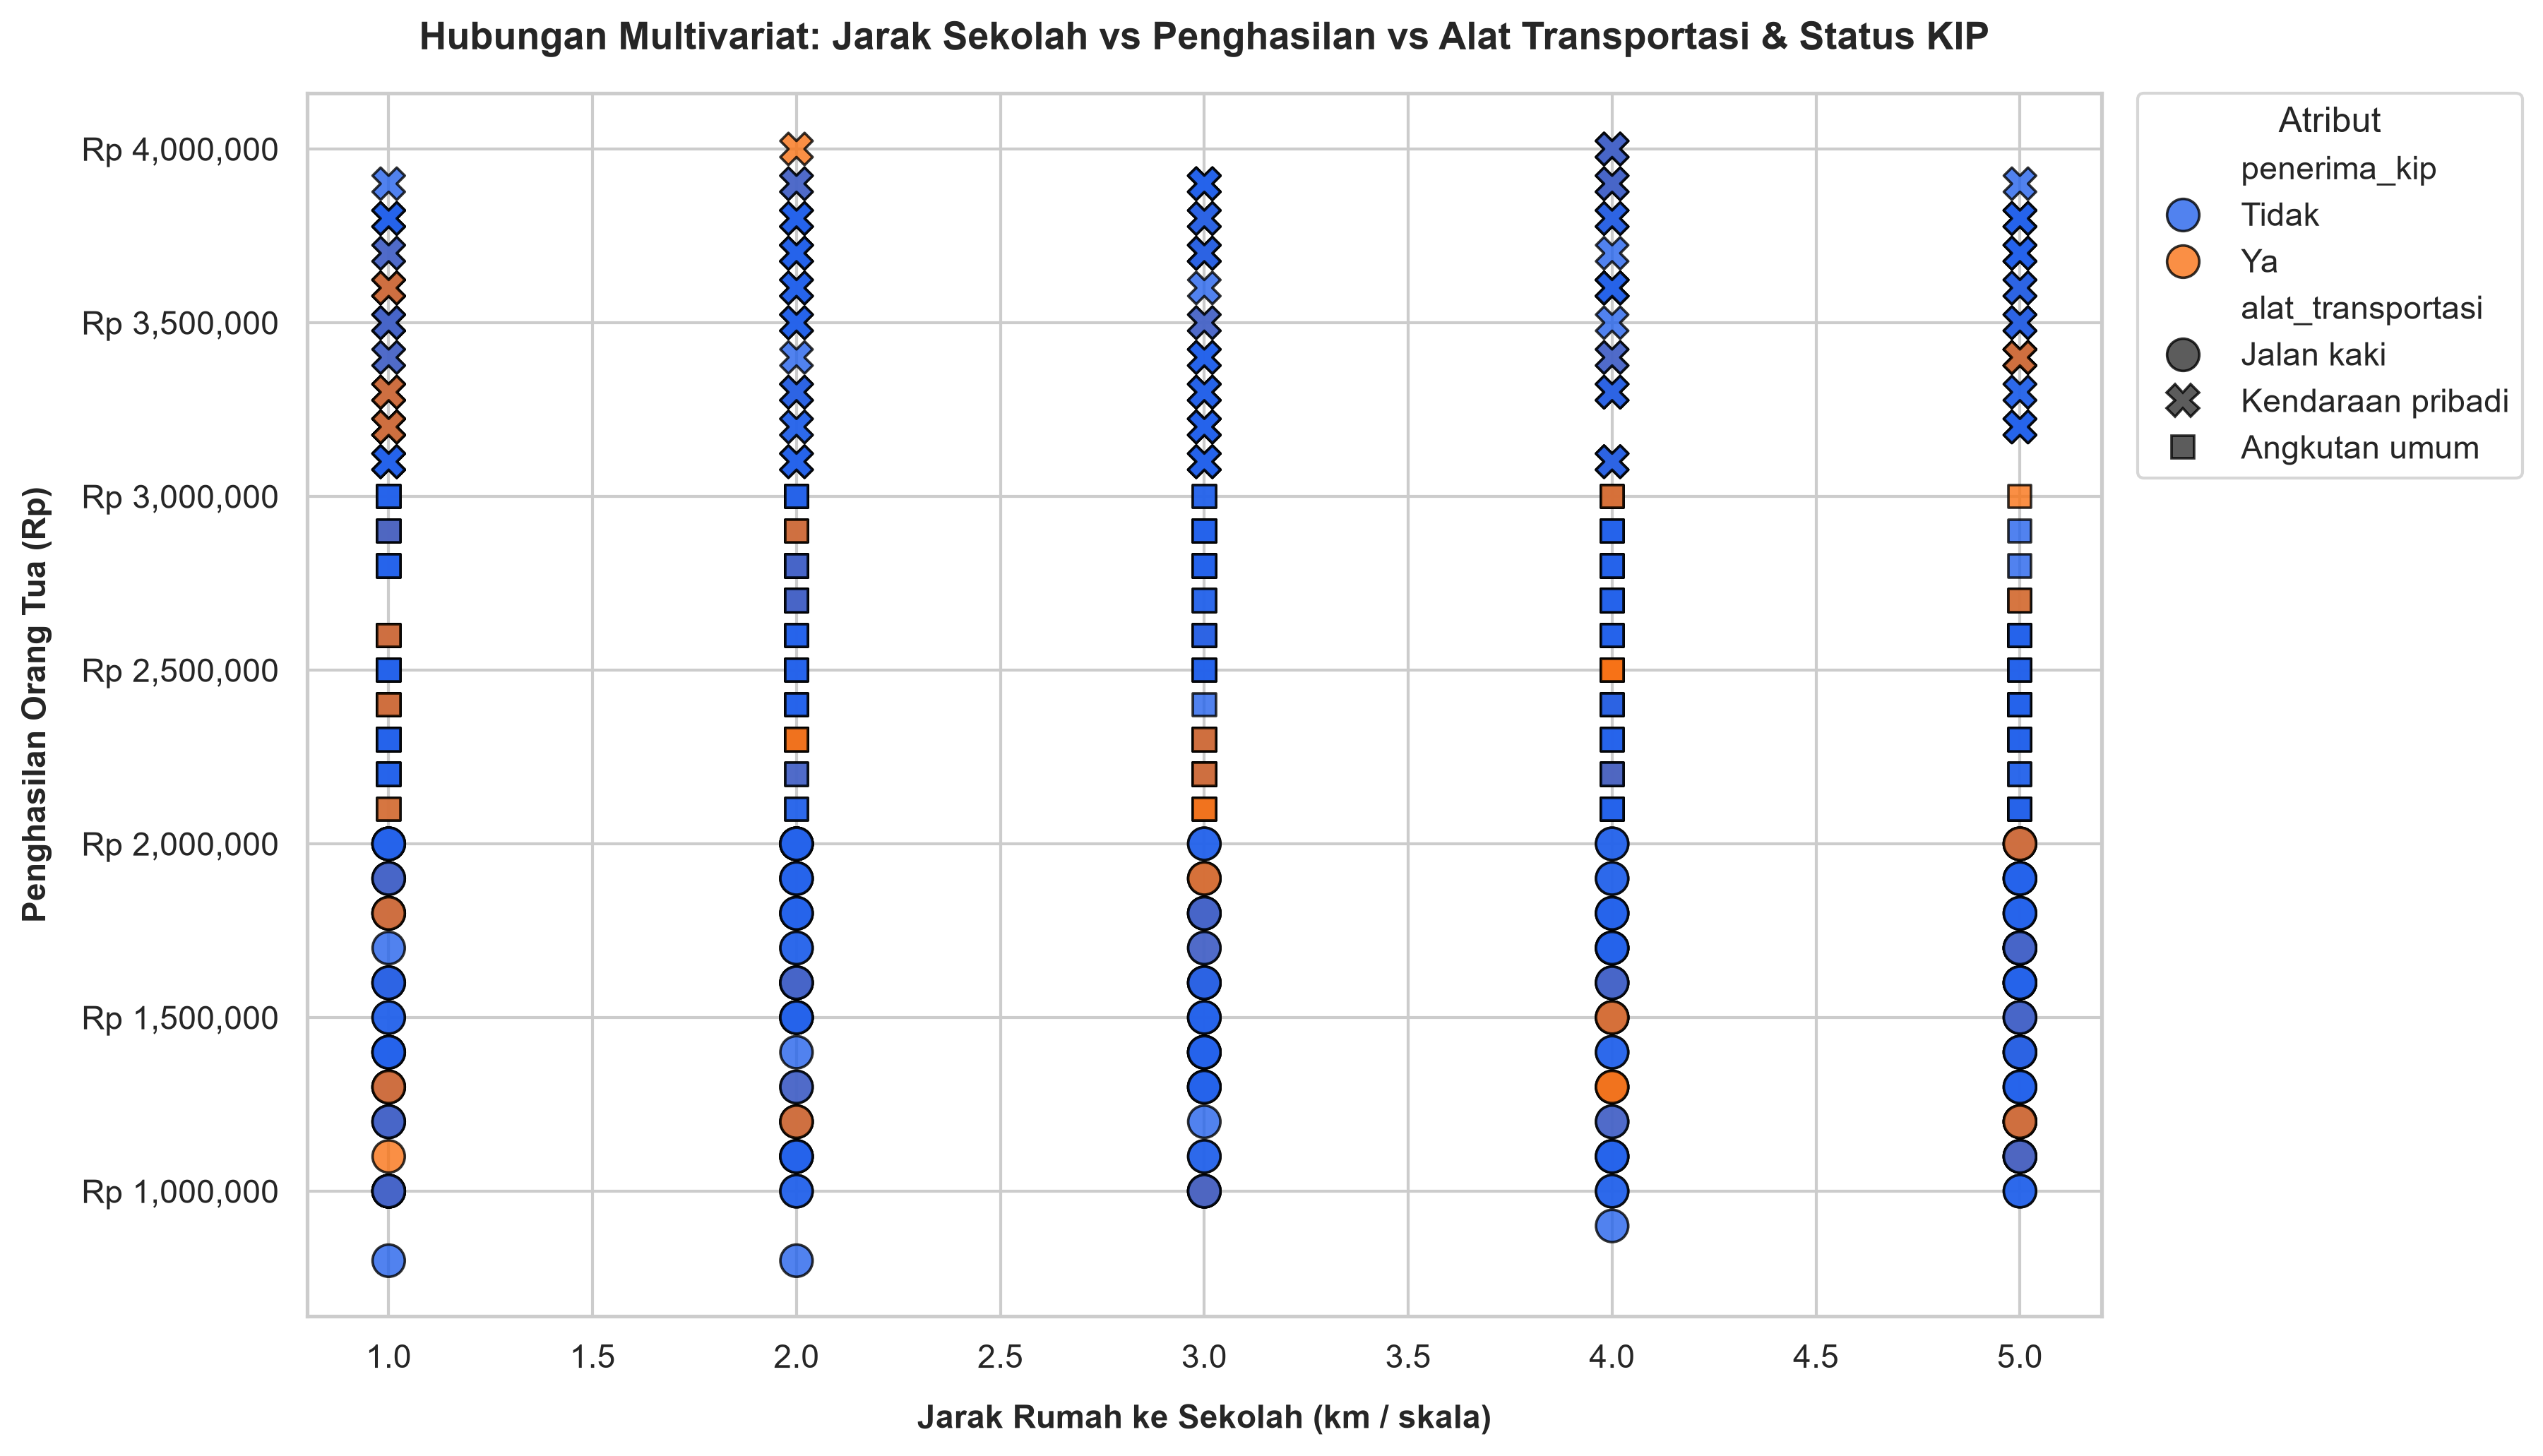 Hubungan Multivariat: Jarak Sekolah vs Penghasilan vs Alat Transportasi & Status KIP
Penghasilan Orang Tua (Rp)
Rp 4,000,000
Rp 3,500,000
Rp 3,000,000
Rp 2,500,000
Rp 2,000,000
Rp 1,500,000
Rp 1,000,000
1.0 1.5 2.0 2.5 3.0 3.5 4.0 4.5 5.0
Jarak Rumah ke Sekolah (km / skala)
Atribut
penerima_kip
Tidak
Ya
alat_transportasi
Jalan kaki
Kendaraan pribadi
Angkutan umum